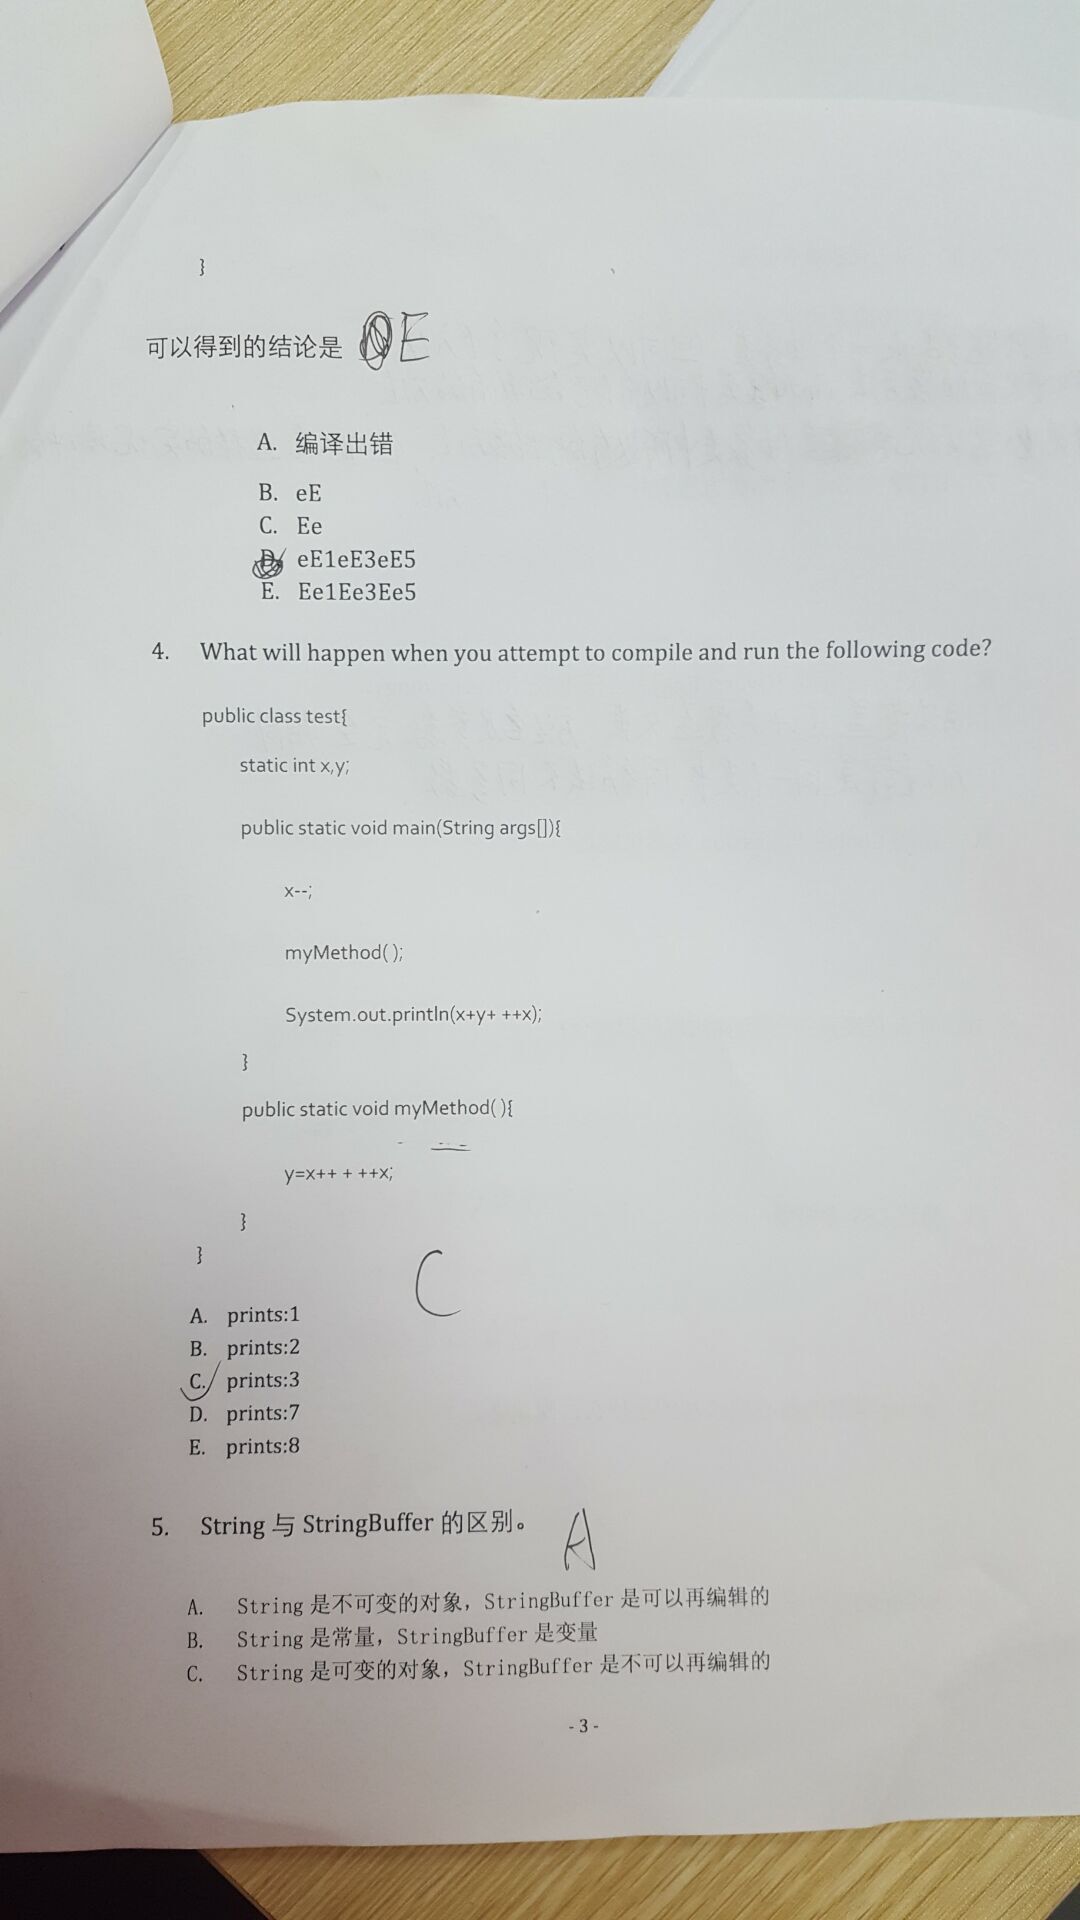 }
可以得到的结论是 E
A. 编译出错
B. eE
C. Ee
D. eE1eE3eE5
E. Ee1Ee3Ee5
4. What will happen when you attempt to compile and run the following code?
public class test{
static int x,y;
public static void main(String args[]){
x--;
myMethod( );
System.out.println(x+y+ ++x);
}
public static void myMethod( ){
y=x++ + ++x;
}
}
C
A. prints:1
B. prints:2
C. prints:3
D. prints:7
E. prints:8
5. String 与 StringBuffer 的区别。 A
A. String 是不可变的对象，StringBuffer 是可以再编辑的
B. String 是常量，StringBuffer 是变量
C. String 是可变的对象，StringBuffer 是不可以再编辑的
- 3 -